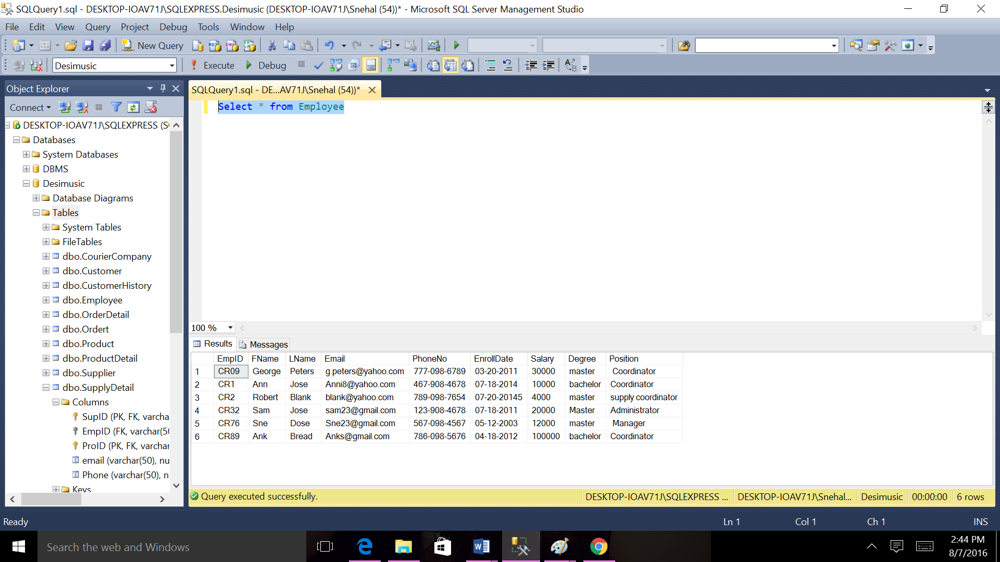 SQLQuery1.sql - DESKTOP-IOAV71J\SQLEXPRESS.Desimusic (DESKTOP-IOAV71J\Snehal (54))* - Microsoft SQL Server Management Studio
File Edit View Query Project Debug Tools Window Help
New Query
Desimusic Execute Debug
Object Explorer
Connect
DESKTOP-IOAV71J\SQLEXPRESS (S
Databases
System Databases
DBMS
Desimusic
Database Diagrams
Tables
System Tables
FileTables
dbo.CourierCompany
dbo.Customer
dbo.CustomerHistory
dbo.Employee
dbo.OrderDetail
dbo.Ordert
dbo.Product
dbo.ProductDetail
dbo.Supplier
dbo.SupplyDetail
Columns
SupID (PK, FK, varcha
EmpID (FK, varchar(50
ProID (PK, FK, varchar
email (varchar(50), nu
Phone (varchar(50), n
Keys
SQLQuery1.sql - DE...AV71J\Snehal (54))*
Select * from Employee
100 %
Results Messages
EmpID FName LName Email PhoneNo EnrollDate Salary Degree Position
1 CR09 George Peters g.peters@yahoo.com 777-098-6789 03-20-2011 30000 master Coordinator
2 CR1 Ann Jose Anni8@yahoo.com 467-908-4678 07-18-2014 10000 bachelor Coordinator
3 CR2 Robert Blank blank@yahoo.com 789-098-7654 07-20-20145 4000 master supply coordinator
4 CR32 Sam Jose sam23@gmail.com 123-908-4678 07-18-2011 20000 Master Administrator
5 CR76 Sne Dose Sne23@gmail.com 567-098-4567 05-12-2003 12000 master Manager
6 CR89 Ank Bread Anks@gmail.com 786-098-5676 04-18-2012 100000 bachelor Coordinator
Query executed successfully. DESKTOP-IOAV71J\SQLEXPRESS ... DESKTOP-IOAV71J\Snehal... Desimusic 00:00:00 6 rows
Ready Ln 1 Col 1 Ch 1 INS
Search the web and Windows
2:44 PM
8/7/2016